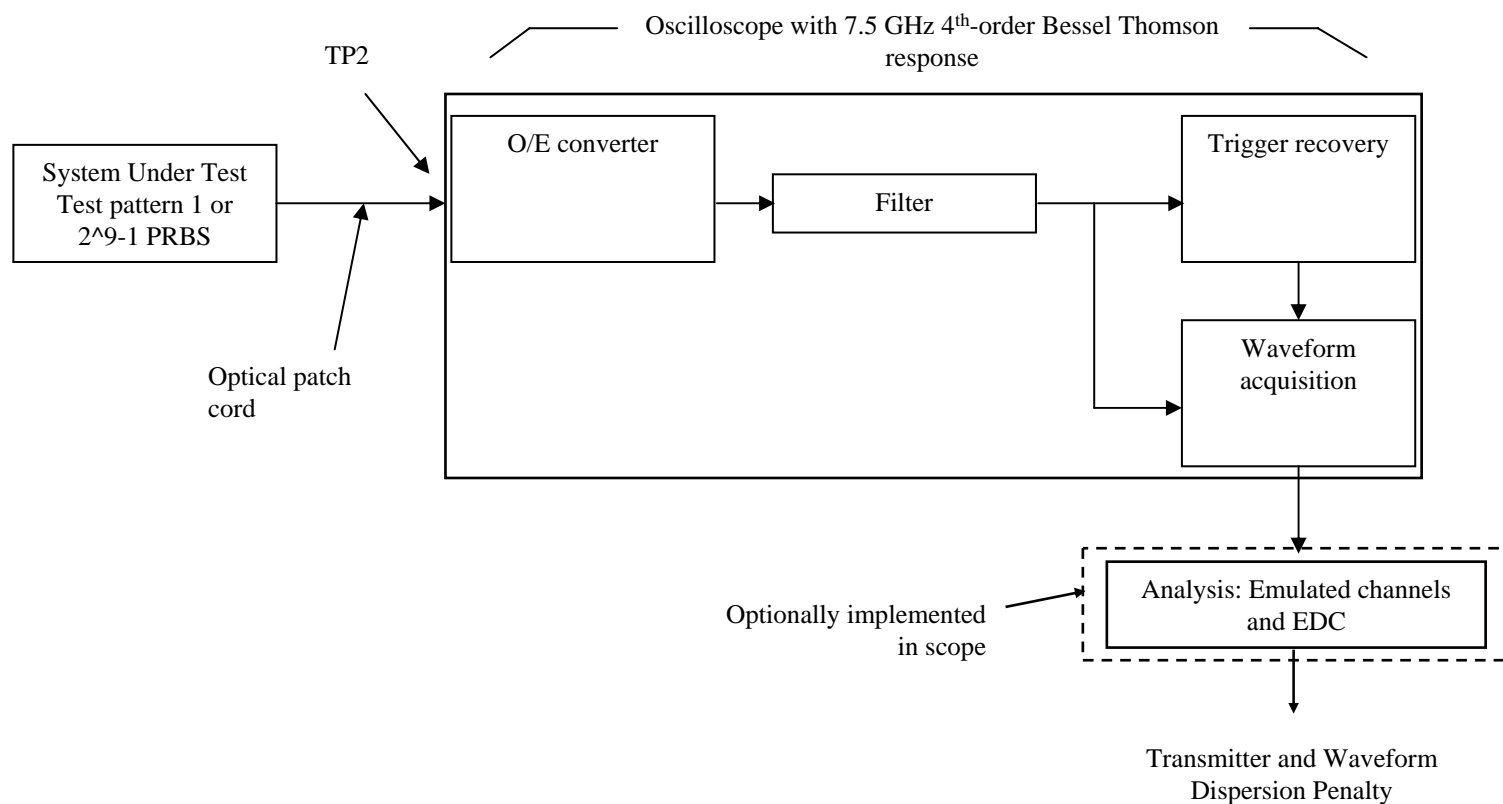 Oscilloscope with 7.5 GHz 4th-order Bessel Thomson
response
TP2
O/E converter
Trigger recovery
System Under Test
Test pattern 1 or
2^9-1 PRBS
Filter
Waveform
acquisition
Optical patch
cord
Analysis: Emulated channels
and EDC
Optionally implemented
in scope
Transmitter and Waveform
Dispersion Penalty